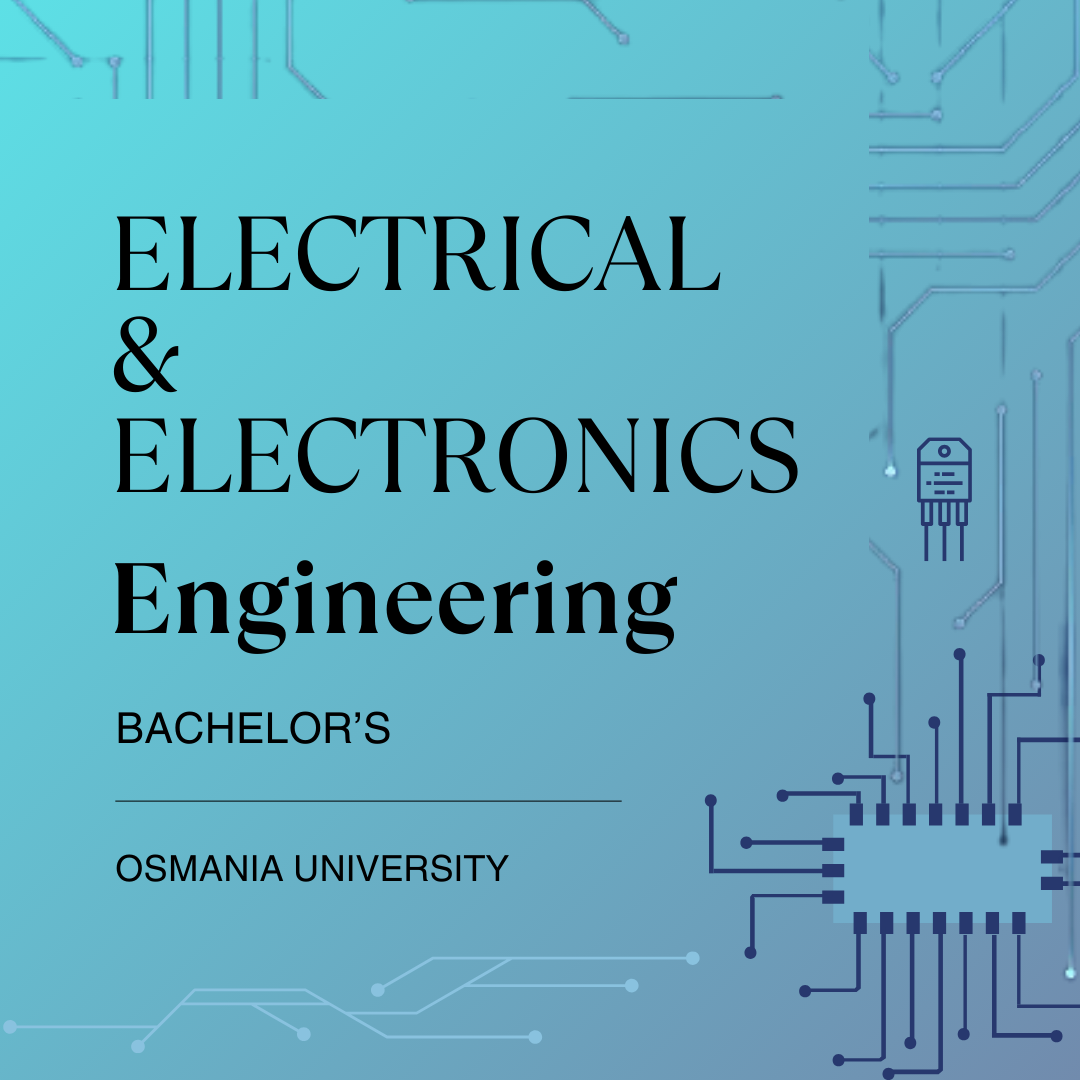 ELECTRICAL
&
ELECTRONICS
Engineering
BACHELOR’S
OSMANIA UNIVERSITY